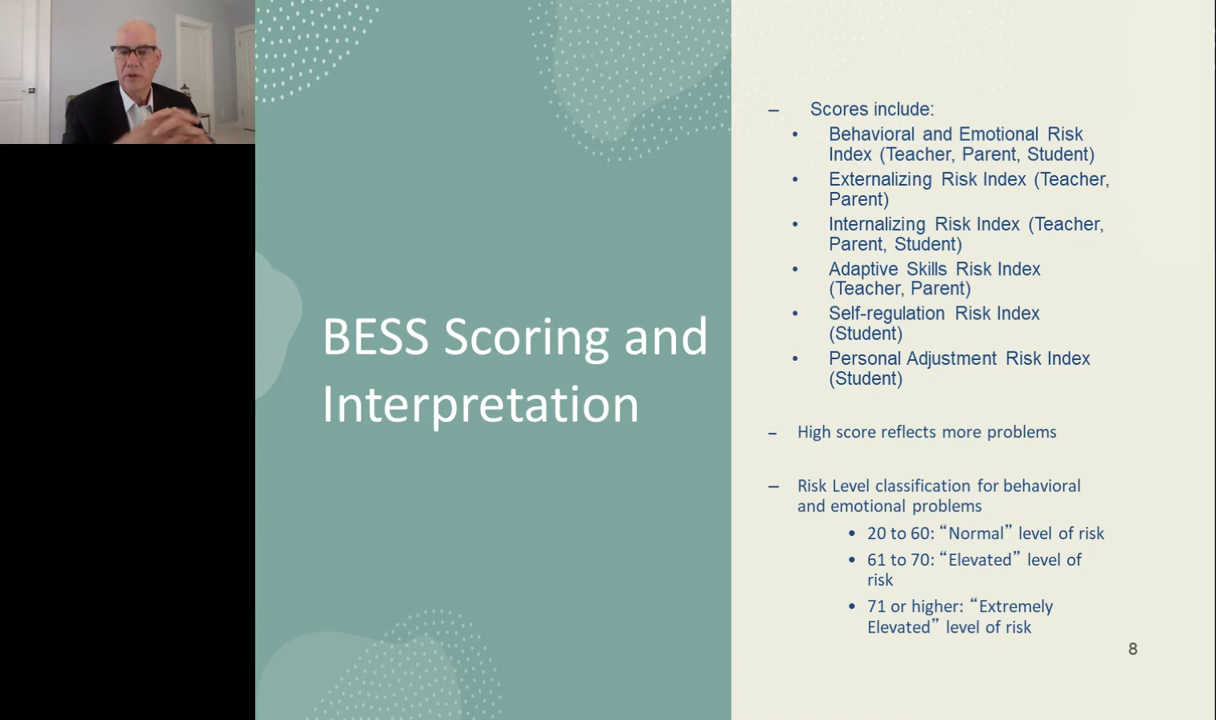 BESS Scoring and
Interpretation
– Scores include:
• Behavioral and Emotional Risk
Index (Teacher, Parent, Student)
• Externalizing Risk Index (Teacher,
Parent)
• Internalizing Risk Index (Teacher,
Parent, Student)
• Adaptive Skills Risk Index
(Teacher, Parent)
• Self-regulation Risk Index
(Student)
• Personal Adjustment Risk Index
(Student)
– High score reflects more problems
– Risk Level classification for behavioral
and emotional problems
• 20 to 60: “Normal” level of risk
• 61 to 70: “Elevated” level of
risk
• 71 or higher: “Extremely
Elevated” level of risk
8